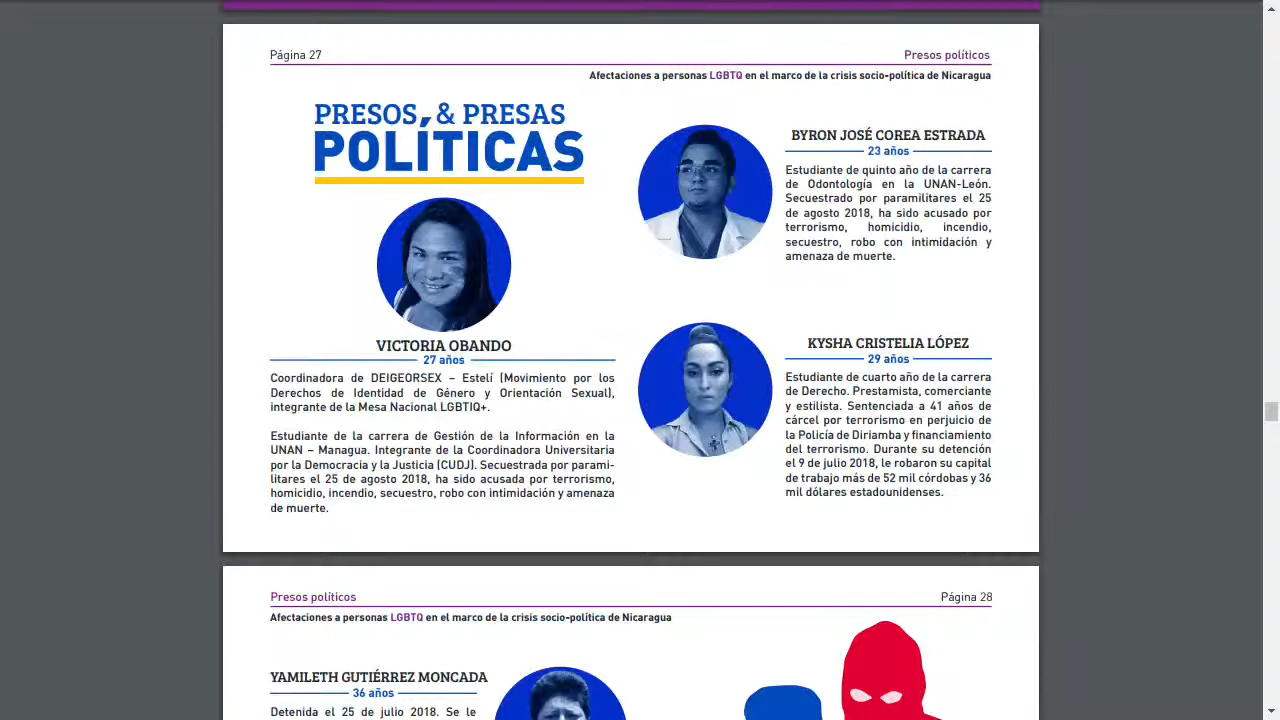 Página 27
Presos políticos
Afectaciones a personas LGBTQ en el marco de la crisis socio-política de Nicaragua
PRESOS & PRESAS
POLÍTICAS
VICTORIA OBANDO
27 años
Coordinadora de DEIGEORSEX – Estelí (Movimiento por los
Derechos de Identidad de Género y Orientación Sexual),
integrante de la Mesa Nacional LGBTIQ+.
Estudiante de la carrera de Gestión de la Información en la
UNAN – Managua. Integrante de la Coordinadora Universitaria
por la Democracia y la Justicia (CUDJ). Secuestrada por parami-
litares el 25 de agosto 2018, ha sido acusada por terrorismo,
homicidio, incendio, secuestro, robo con intimidación y amenaza
de muerte.
BYRON JOSÉ COREA ESTRADA
23 años
Estudiante de quinto año de la carrera
de Odontología en la UNAN-León.
Secuestrado por paramilitares el 25
de agosto 2018, ha sido acusado por
terrorismo, homicidio, incendio,
secuestro, robo con intimidación y
amenaza de muerte.
KYSHA CRISTELIA LÓPEZ
29 años
Estudiante de cuarto año de la carrera
de Derecho. Prestamista, comerciante
y estilista. Sentenciada a 41 años de
cárcel por terrorismo en perjuicio de
la Policía de Diriamba y financiamiento
del terrorismo. Durante su detención
el 9 de julio 2018, le robaron su capital
de trabajo más de 52 mil córdobas y 36
mil dólares estadounidenses.
Presos políticos
Página 28
Afectaciones a personas LGBTQ en el marco de la crisis socio-política de Nicaragua
YAMILETH GUTIÉRREZ MONCADA
36 años
Detenida el 25 de julio 2018. Se le